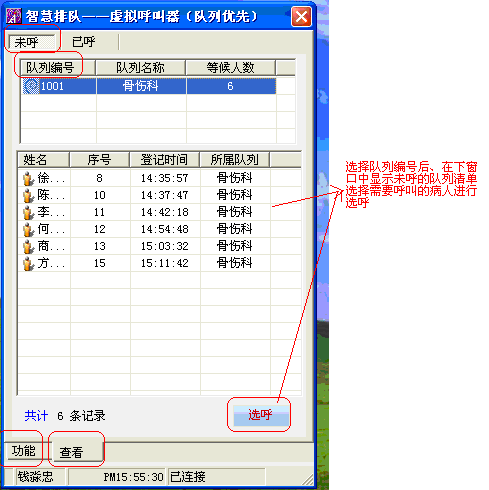 智慧排队——虚拟呼叫器（队列优先）
未呼 已呼
队列编号 队列名称 等候人数
1001 骨伤科 6
姓名 序号 登记时间 所属队列
徐... 8 14:35:57 骨伤科
陈... 10 14:37:47 骨伤科
李... 11 14:42:18 骨伤科
何... 12 14:54:48 骨伤科
商... 13 15:03:32 骨伤科
方... 15 15:11:42 骨伤科
选择队列编号后、在下窗
口中显示未呼的队列清单
选择需要呼叫的病人进行
选呼
共计 6 条记录 选呼
功能 查看
钱淼忠 PM15:55:30 已连接